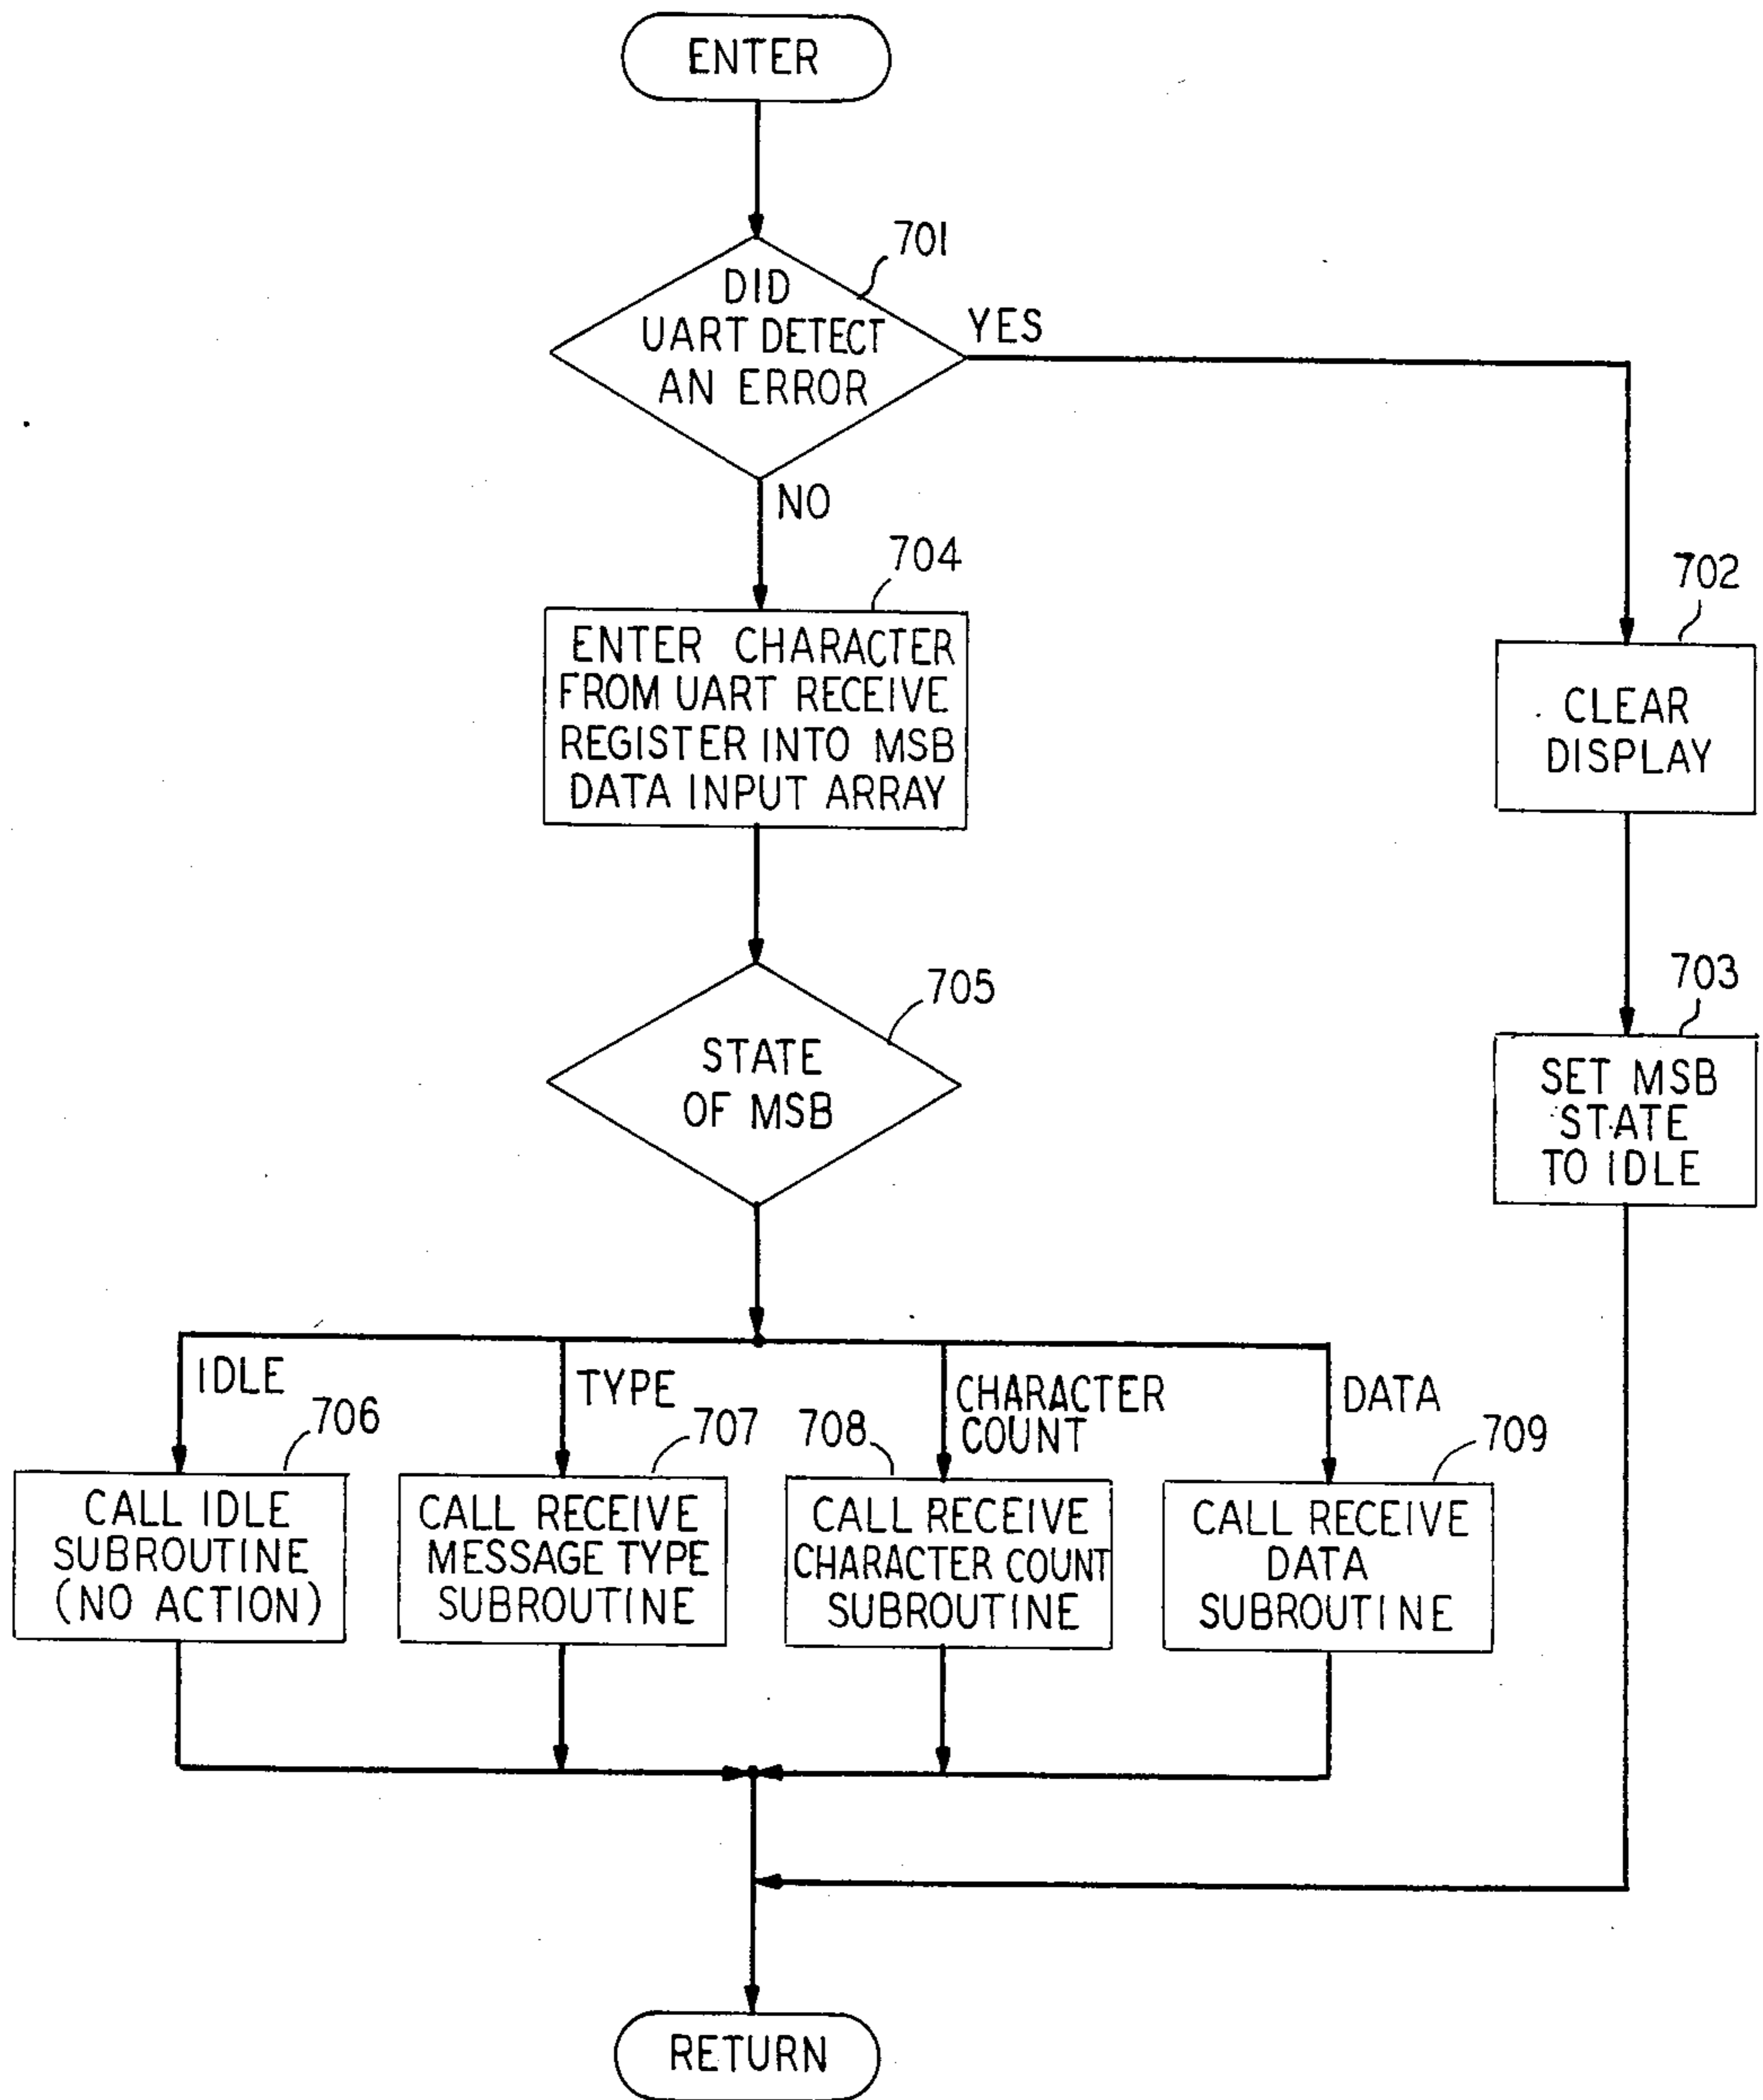 ENTER
701
DID
UART DETECT
AN ERROR
YES
NO
704
ENTER CHARACTER
FROM UART RECEIVE
REGISTER INTO MSB
DATA INPUT ARRAY
702
CLEAR
DISPLAY
705
STATE
OF MSB
703
SET MSB
STATE
TO IDLE
IDLE
706
CALL IDLE
SUBROUTINE
(NO ACTION)
TYPE
707
CALL RECEIVE
MESSAGE TYPE
SUBROUTINE
CHARACTER
COUNT
708
CALL RECEIVE
CHARACTER COUNT
SUBROUTINE
DATA
709
CALL RECEIVE
DATA
SUBROUTINE
RETURN